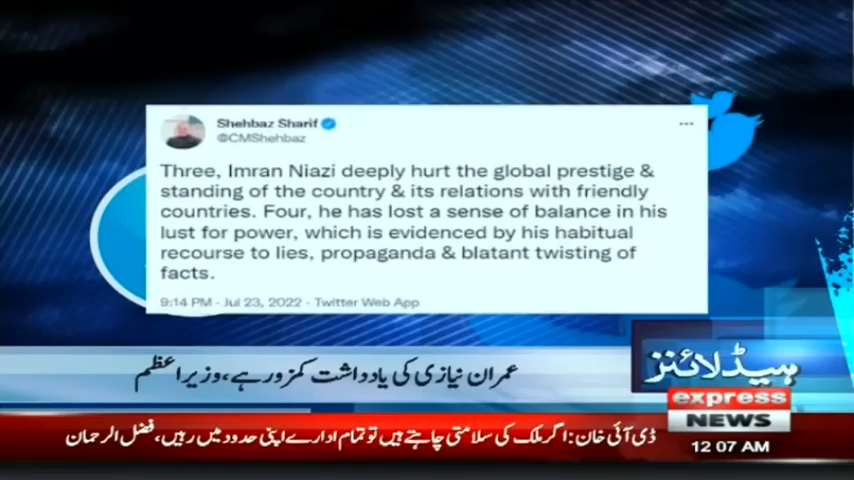 Shehbaz Sharif
@CMShehbaz
Three, Imran Niazi deeply hurt the global prestige &
standing of the country & its relations with friendly
countries. Four, he has lost a sense of balance in his
lust for power, which is evidenced by his habitual
recourse to lies, propaganda & blatant twisting of
facts.
9:14 PM · Jul 23, 2022 · Twitter Web App
عمران نیازی کی یادداشت کمزور ہے، وزیراعظم
ہیڈلائنز
express
NEWS
ڈی آئی خان : اگر ملک کی سلامتی چاہتے ہیں تو تمام ادارے اپنی حدود میں رہیں، فضل الرحمان
12 07 AM